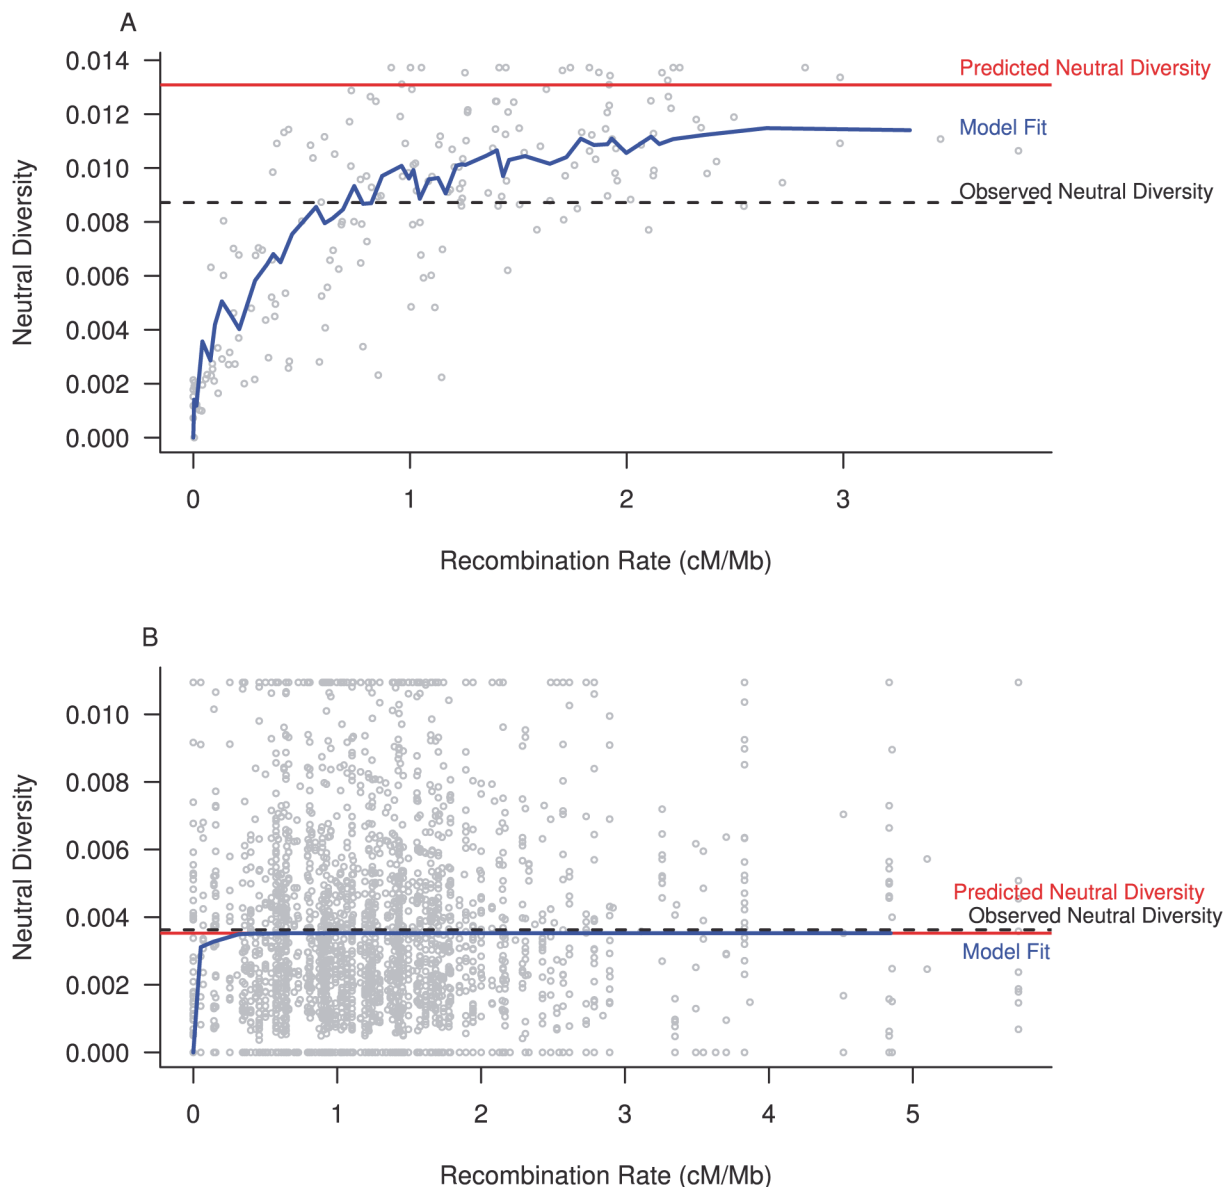 A
0.014
0.012
0.010
0.008
0.006
0.004
0.002
0.000
Neutral Diversity
Predicted Neutral Diversity
Model Fit
Observed Neutral Diversity
0 1 2 3
Recombination Rate (cM/Mb)
B
0.010
0.008
0.006
0.004
0.002
0.000
Neutral Diversity
Predicted Neutral Diversity
Observed Neutral Diversity
Model Fit
0 1 2 3 4 5
Recombination Rate (cM/Mb)